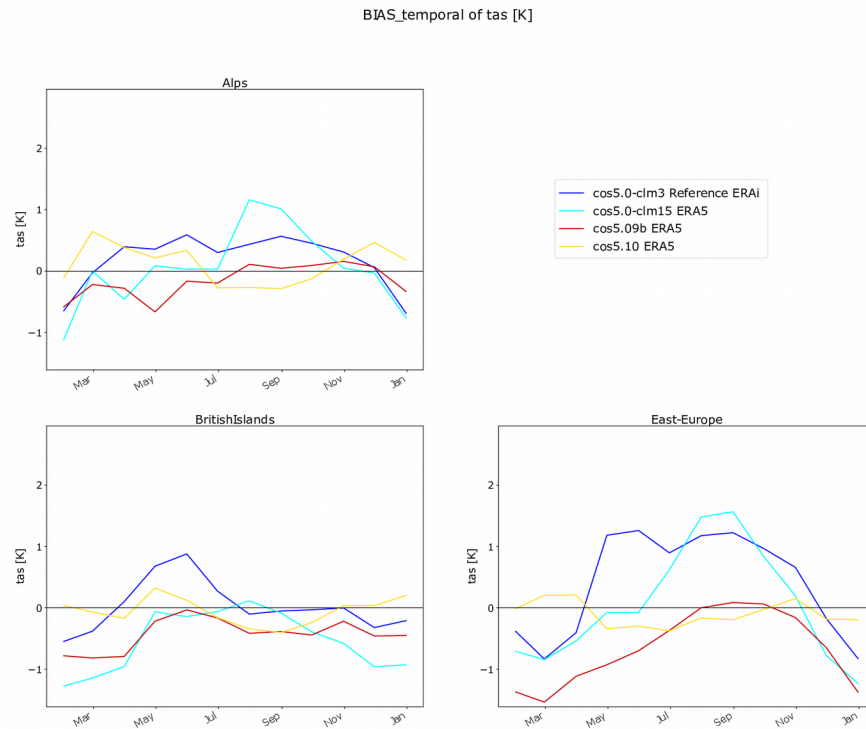 BIAS_temporal of tas [K]
Alps
2
1
0
−1
tas [K]
Mar
May
Jul
Sep
Nov
Jan
cos5.0-clm3 Reference ERAi
cos5.0-clm15 ERA5
cos5.09b ERA5
cos5.10 ERA5
BritishIslands
2
1
0
−1
tas [K]
Mar
May
Jul
Sep
Nov
Jan
East-Europe
2
1
0
−1
tas [K]
Mar
May
Jul
Sep
Nov
Jan